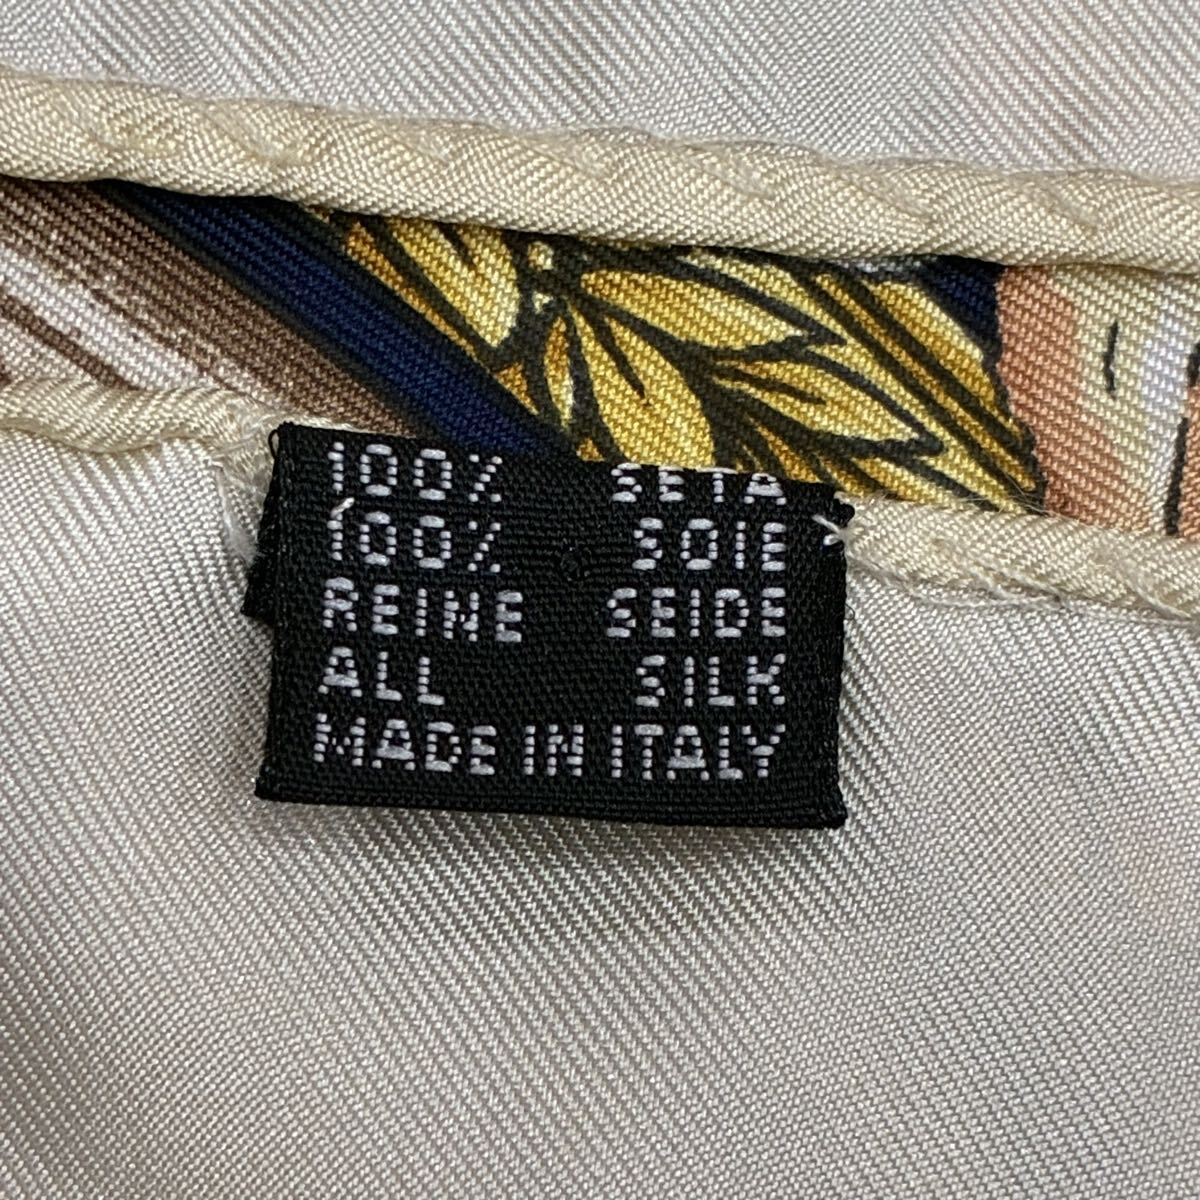 100% SETA
100% SOIE
REINE SEIDE
ALL SILK
MADE IN ITALY